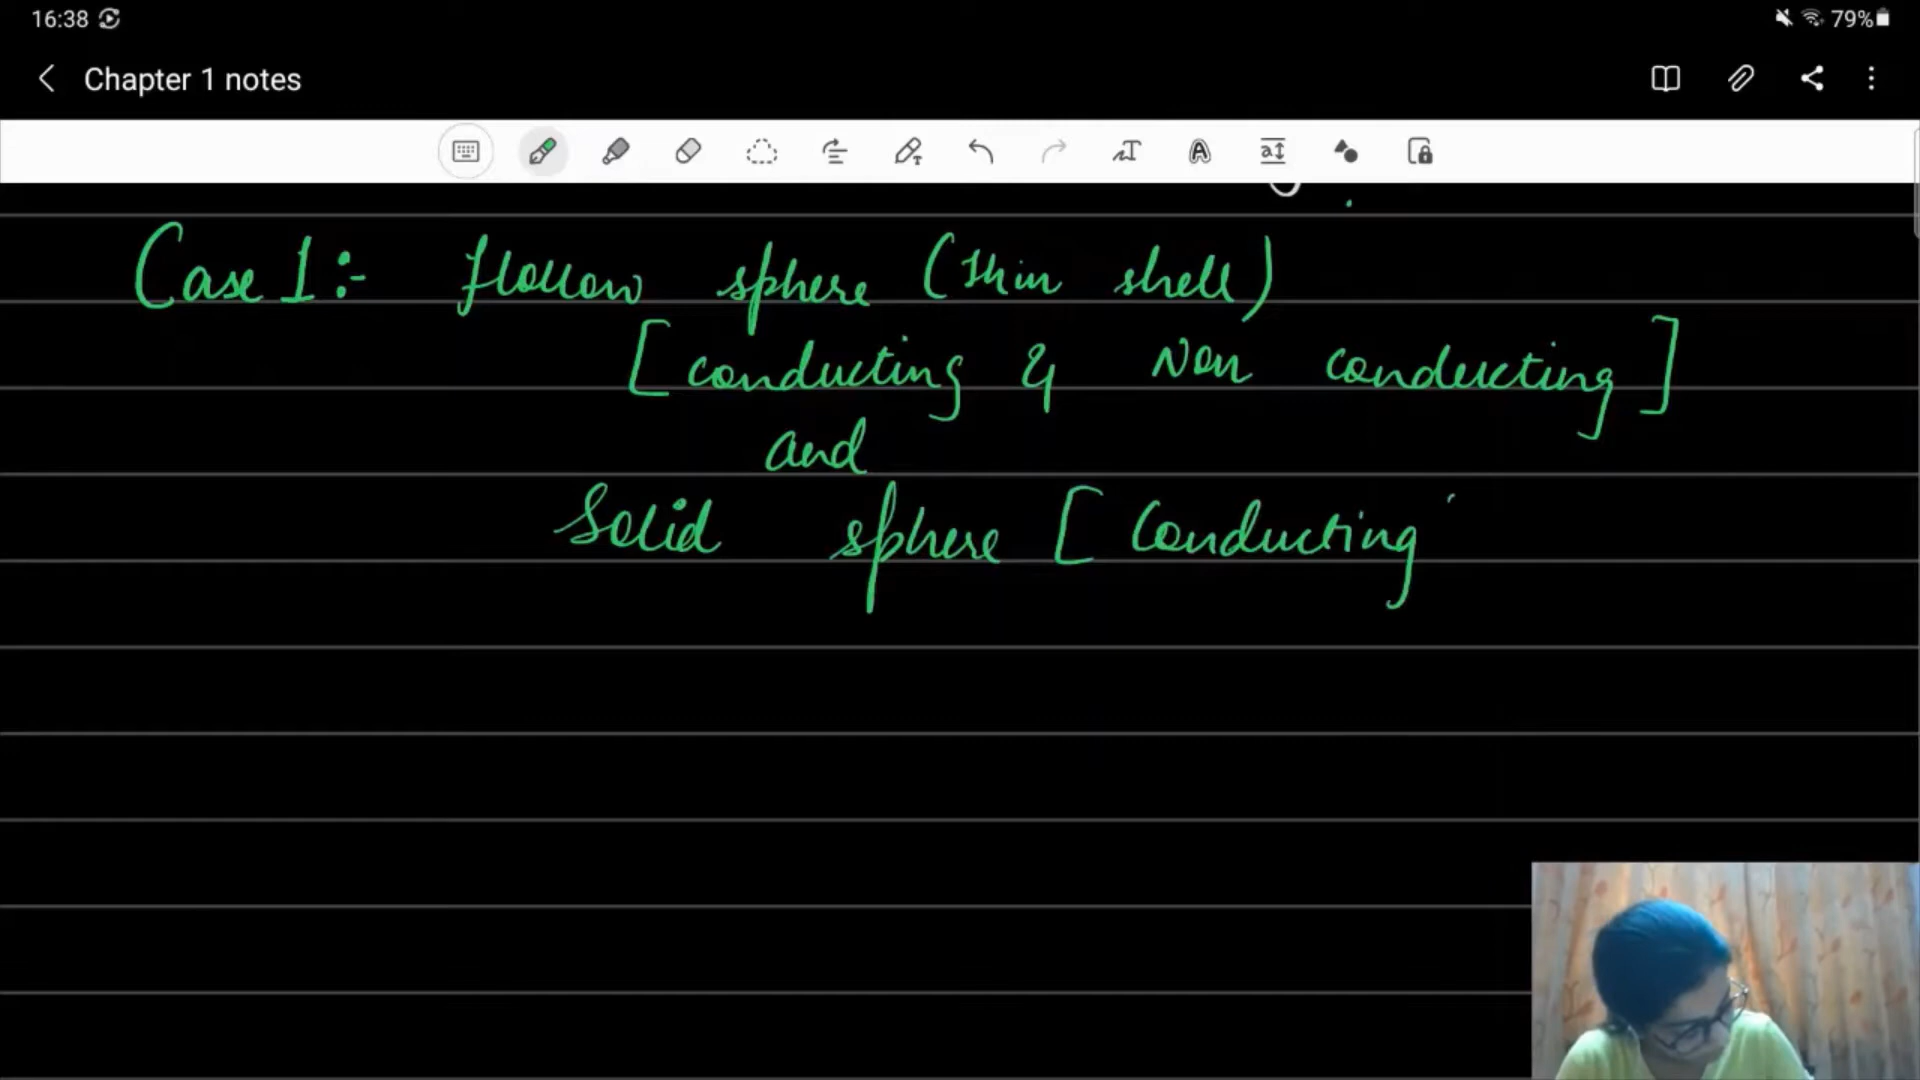 16:38 79%
Chapter 1 notes
Case 1:- Hollow sphere (thin shell)
[conducting & Non conducting]
and
Solid sphere [Conducting